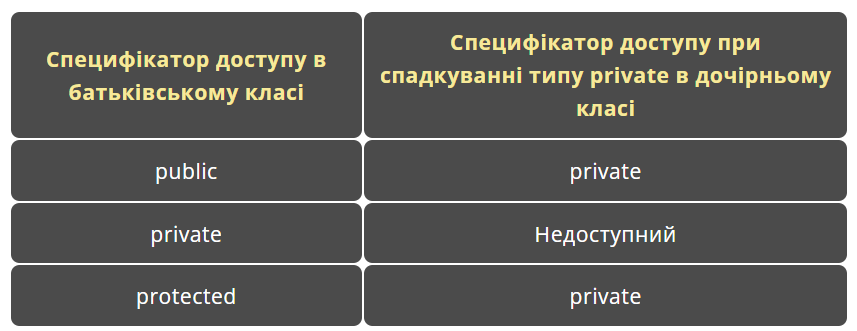 Специфікатор доступу в
батьківському класі
Специфікатор доступу при
спадкуванні типу private в дочірньому
класі
public
private
private
Недоступний
protected
private